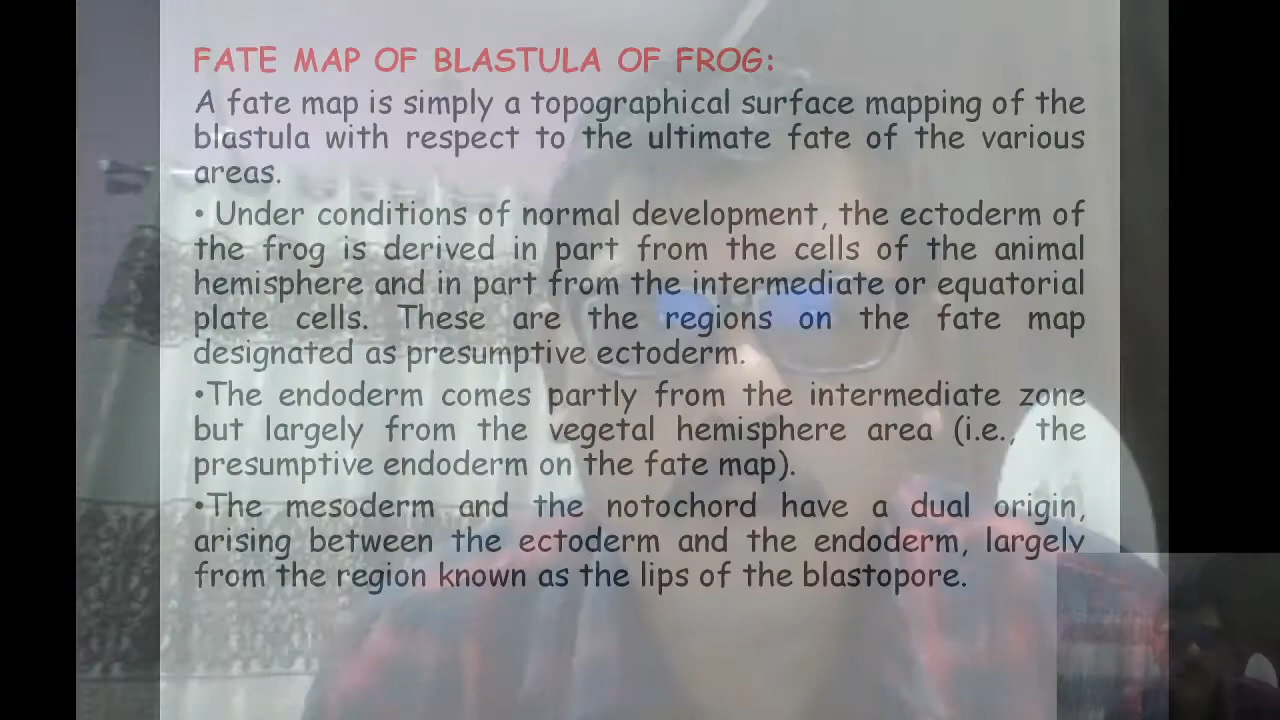 FATE MAP OF BLASTULA OF FROG:
A fate map is simply a topographical surface mapping of the
blastula with respect to the ultimate fate of the various
areas.
• Under conditions of normal development, the ectoderm of
the frog is derived in part from the cells of the animal
hemisphere and in part from the intermediate or equatorial
plate cells. These are the regions on the fate map
designated as presumptive ectoderm.
•The endoderm comes partly from the intermediate zone
but largely from the vegetal hemisphere area (i.e., the
presumptive endoderm on the fate map).
•The mesoderm and the notochord have a dual origin,
arising between the ectoderm and the endoderm, largely
from the region known as the lips of the blastopore.